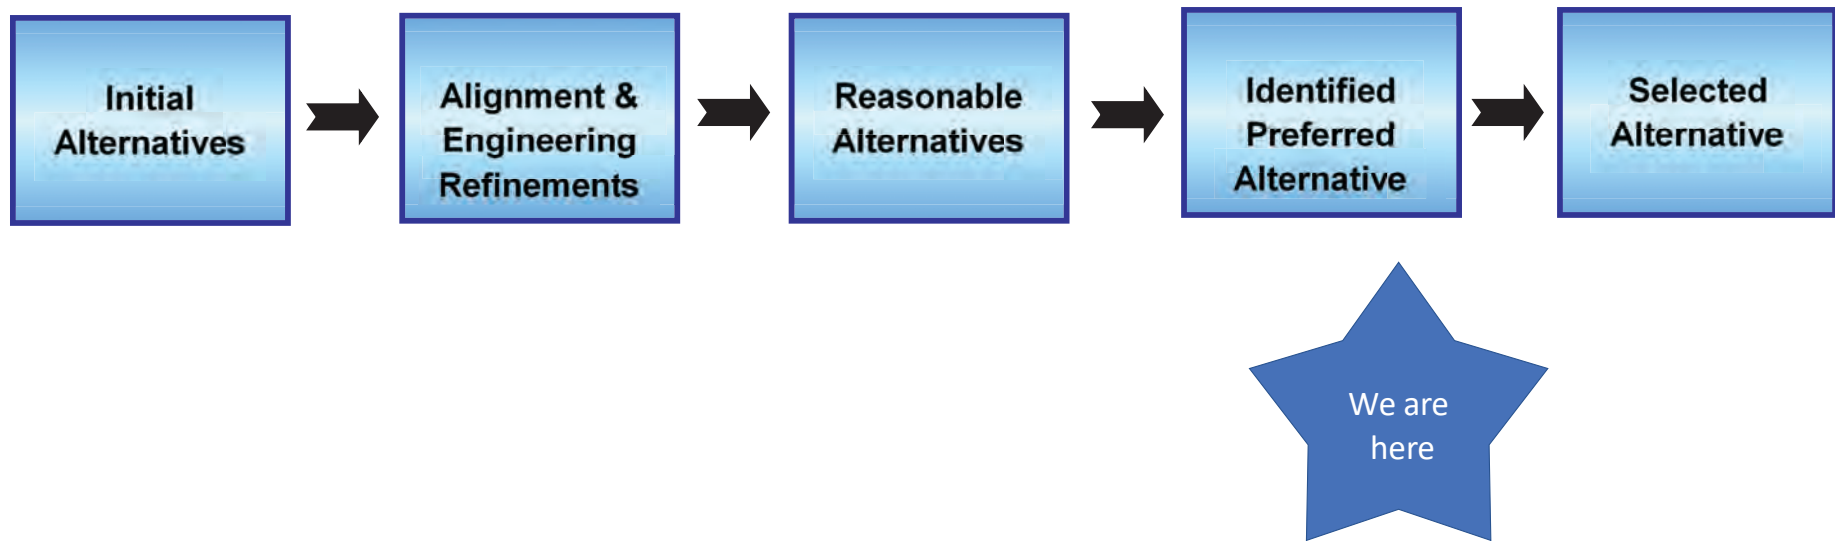 Initial
Alternatives
Alignment &
Engineering
Refinements
Reasonable
Alternatives
Identified
Preferred
Alternative
Selected
Alternative
We are
here